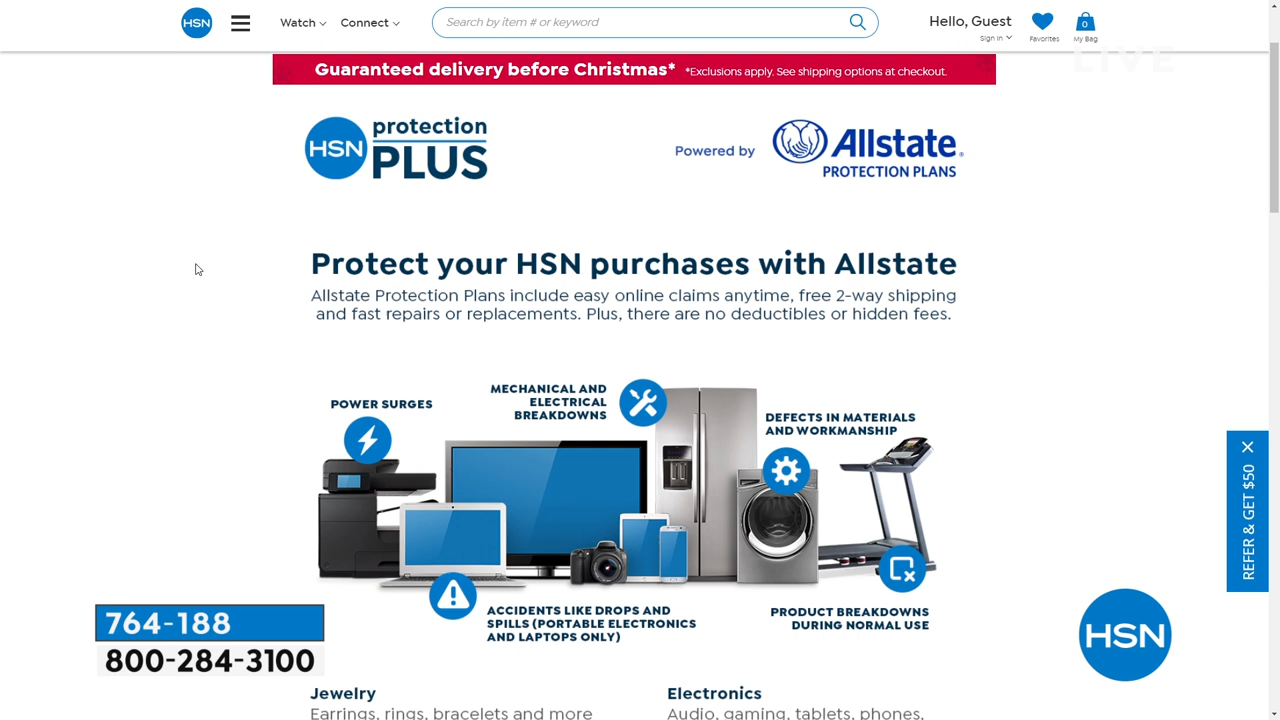 HSN
Watch
Connect
Search by item # or keyword
Hello, Guest
Sign In
Favorites
0
My Bag
LIVE
Guaranteed delivery before Christmas* *Exclusions apply. See shipping options at checkout.
HSN protection PLUS
Powered by
Allstate®
PROTECTION PLANS
Protect your HSN purchases with Allstate
Allstate Protection Plans include easy online claims anytime, free 2-way shipping
and fast repairs or replacements. Plus, there are no deductibles or hidden fees.
POWER SURGES
MECHANICAL AND
ELECTRICAL
BREAKDOWNS
DEFECTS IN MATERIALS
AND WORKMANSHIP
ACCIDENTS LIKE DROPS AND
SPILLS (PORTABLE ELECTRONICS
AND LAPTOPS ONLY)
PRODUCT BREAKDOWNS
DURING NORMAL USE
REFER & GET $50
764-188
800-284-3100
HSN
Jewelry
Earrings, rings, bracelets and more
Electronics
Audio, gaming, tablets, phones,